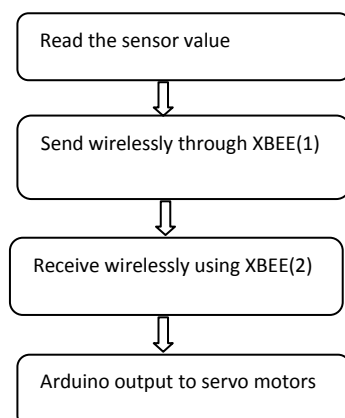 Read the sensor value
Send wirelessly through XBEE(1)
Receive wirelessly using XBEE(2)
Arduino output to servo motors